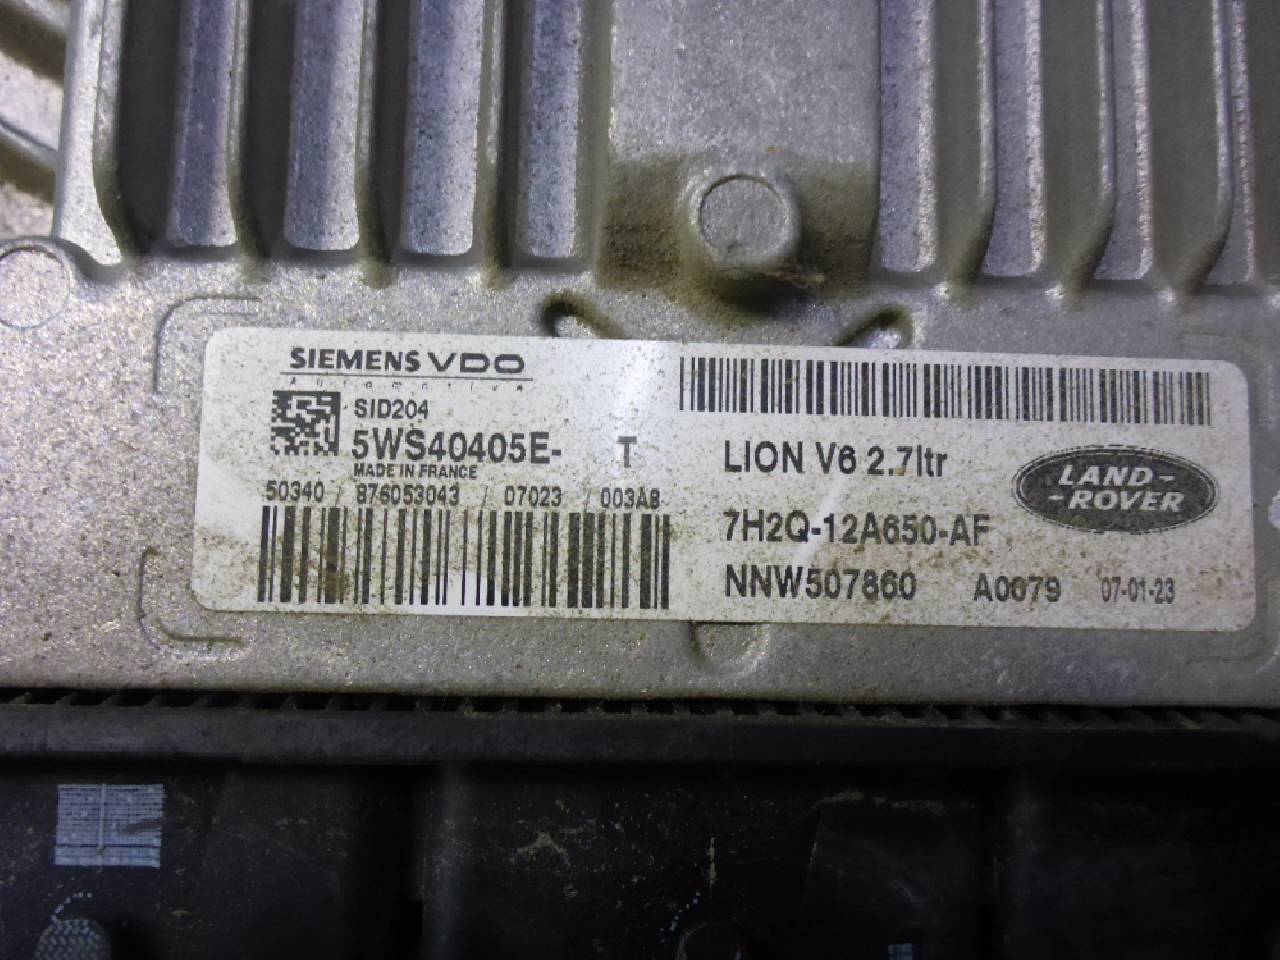 SIEMENS VDO
Automotive
SID204
5WS40405E- T
MADE IN FRANCE
50340 / 876053043 / 07023 / 003A8
LION V6 2.7ltr
LAND-
-ROVER
7H2Q-12A650-AF
NNW507860 A0079 07-01-23